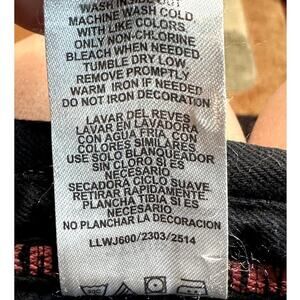 WASH INSIDE OUT
MACHINE WASH COLD
WITH LIKE COLORS,
ONLY NON-CHLORINE
BLEACH WHEN NEEDED
TUMBLE DRY LOW
REMOVE PROMPTLY
WARM IRON IF NEEDED
DO NOT IRON DECORATION
LAVAR DEL REVES
LAVAR EN LAVADORA
CON AGUA FRIA, CON
COLORES SIMILARES
USE SOLO BLANQUEADOR
SIN CLORO SI ES
NECESARIO
SECADORA CICLO SUAVE
RETIRAR RAPIDAMENTE.
PLANCHA TIBIA SI ES
NECESARIO
NO PLANCHAR LA DECORACION
LLWJ600/2303/2514